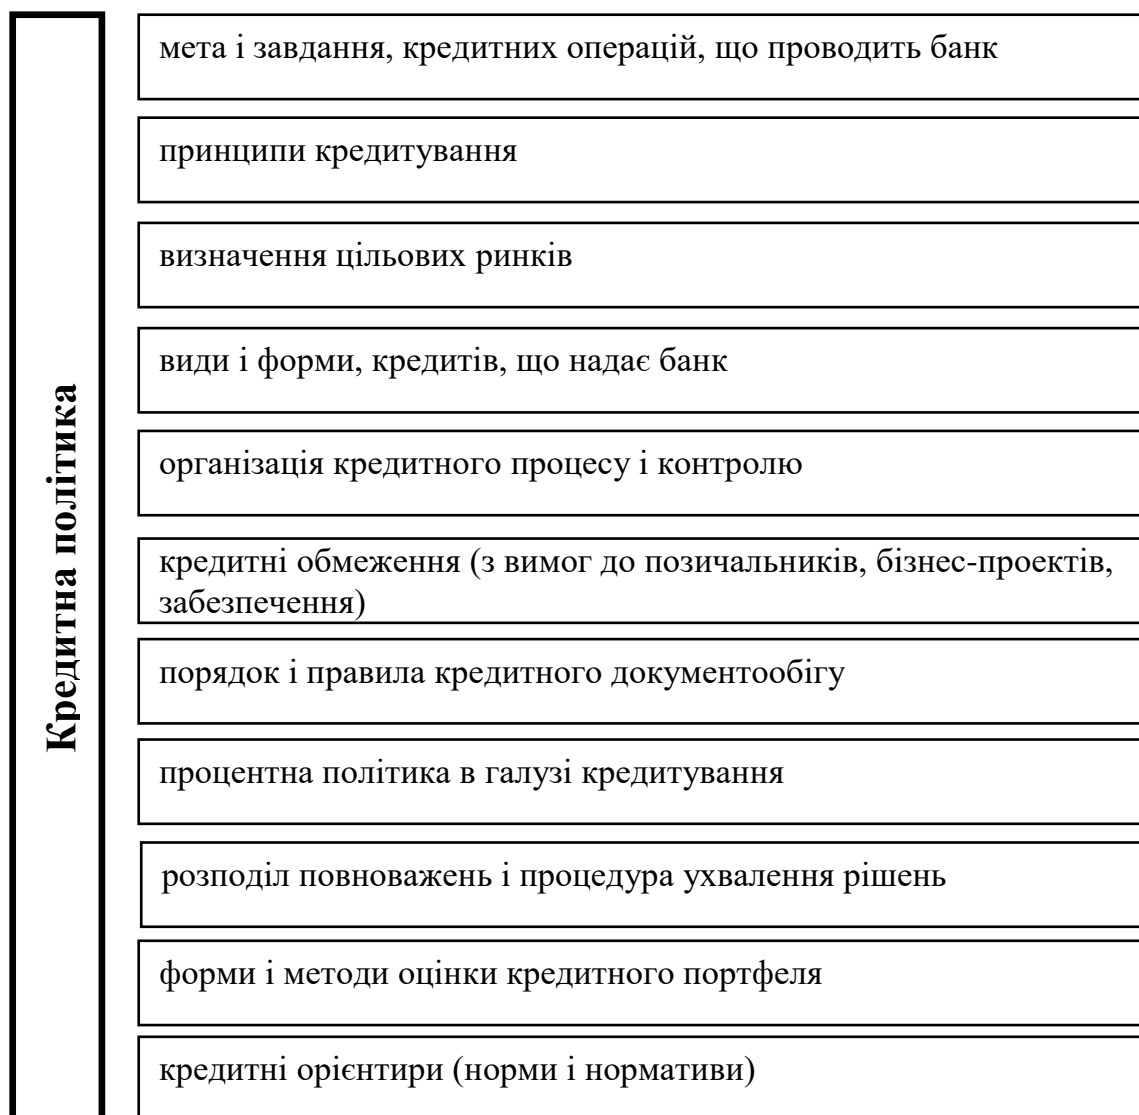 Кредитна політика
мета і завдання, кредитних операцій, що проводить банк
принципи кредитування
визначення цільових ринків
види і форми, кредитів, що надає банк
організація кредитного процесу і контролю
кредитні обмеження (з вимог до позичальників, бізнес-проектів,
забезпечення)
порядок і правила кредитного документообігу
процентна політика в галузі кредитування
розподіл повноважень і процедура ухвалення рішень
форми і методи оцінки кредитного портфеля
кредитні орієнтири (норми і нормативи)